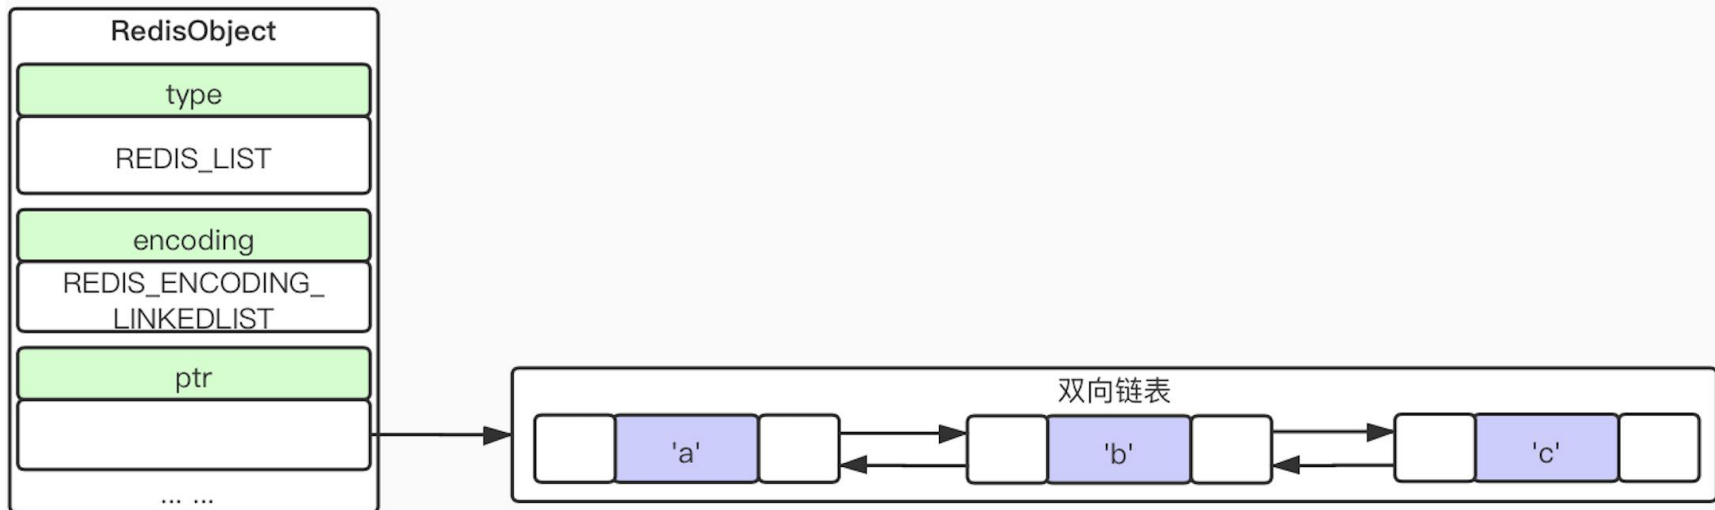 RedisObject
type
REDIS_LIST
encoding
REDIS_ENCODING_
LINKEDLIST
ptr
... ...
双向链表
'a'
'b'
'c'